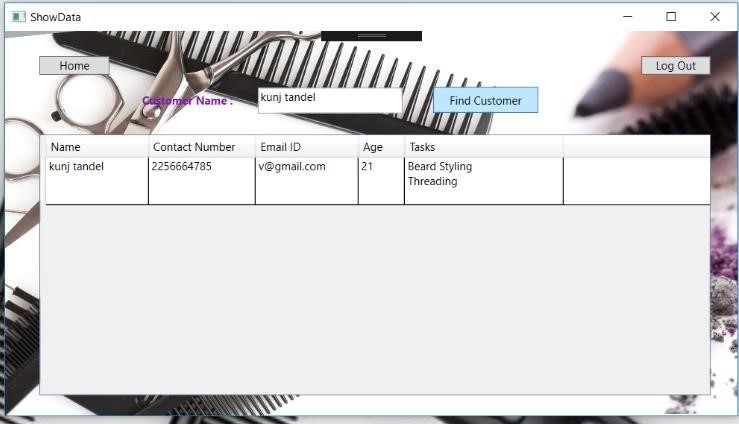 ShowData
Home
Log Out
Customer Name :
kunj tandel
Find Customer
Name Contact Number Email ID Age Tasks
kunj tandel 2256664785 v@gmail.com 21 Beard Styling
Threading